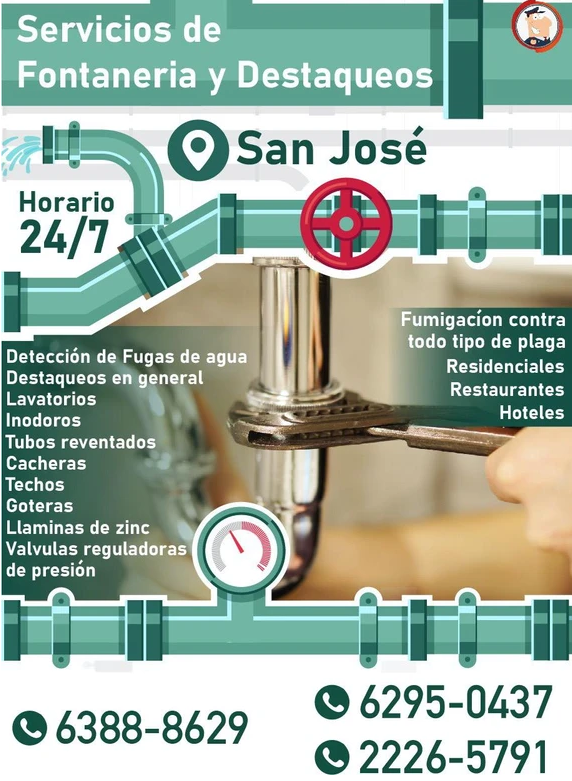 Servicios de
Fontaneria y Destaqueos
San José
Horario
24/7
Fumigacíon contra
todo tipo de plaga
Residenciales
Restaurantes
Hoteles
Detección de Fugas de agua
Destaqueos en general
Lavatorios
Inodoros
Tubos reventados
Cacheras
Techos
Goteras
Llaminas de zinc
Valvulas reguladoras
de presión
6388-8629
6295-0437
2226-5791